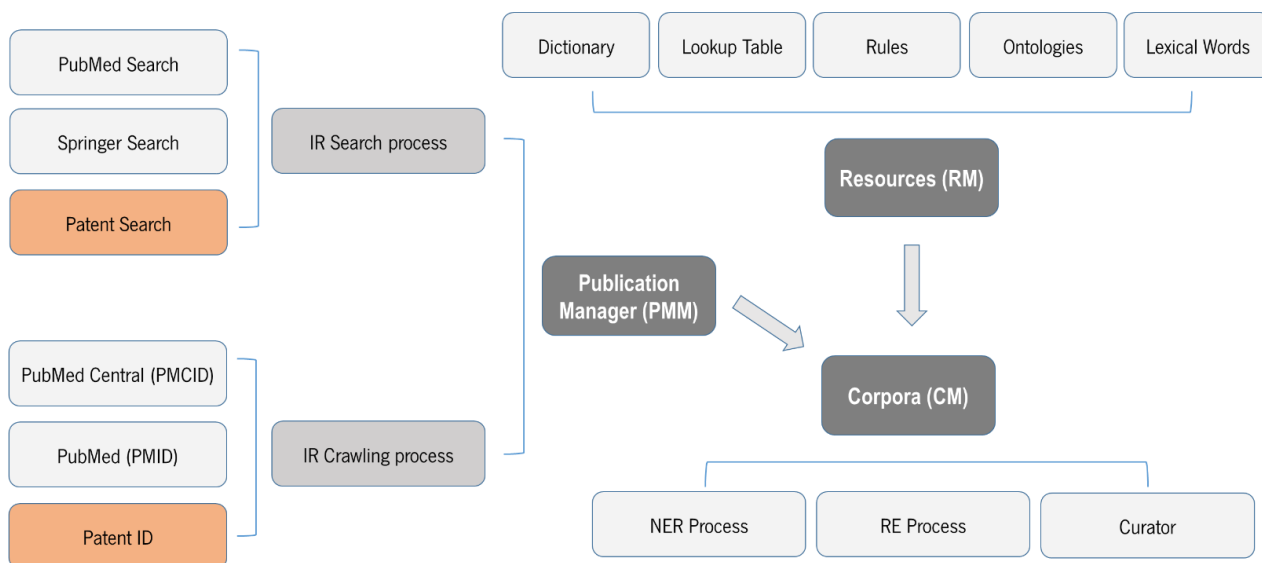 PubMed Search
Springer Search
Patent Search
IR Search process
PubMed Central (PMCID)
PubMed (PMID)
Patent ID
IR Crawling process
Publication
Manager (PMM)
Dictionary
Lookup Table
Rules
Ontologies
Lexical Words
Resources (RM)
Corpora (CM)
NER Process
RE Process
Curator